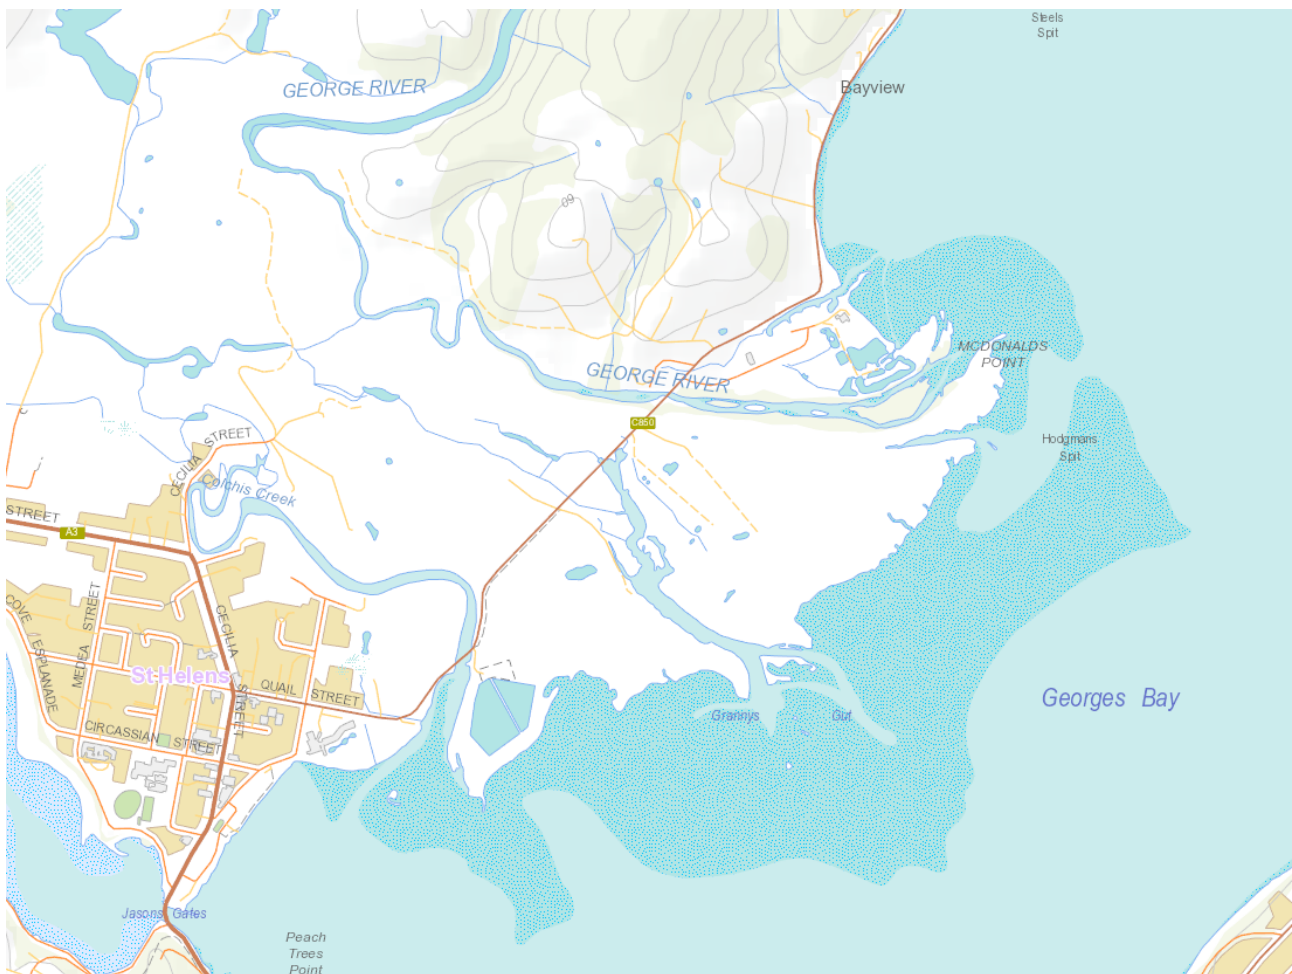 Steels
Spit
GEORGE RIVER
Bayview
60
MCDONALDS
POINT
GEORGE RIVER
C850
CECILIA STREET
Hodgmans
Spit
Colchis Creek
STREET
A3
COVE ESPLANADE
MEDEA STREET
CECILIA STREET
St Helens
QUAIL STREET
Georges Bay
Grannys Gut
CIRCASSIAN STREET
Jasons Gates
Peach
Trees
Point